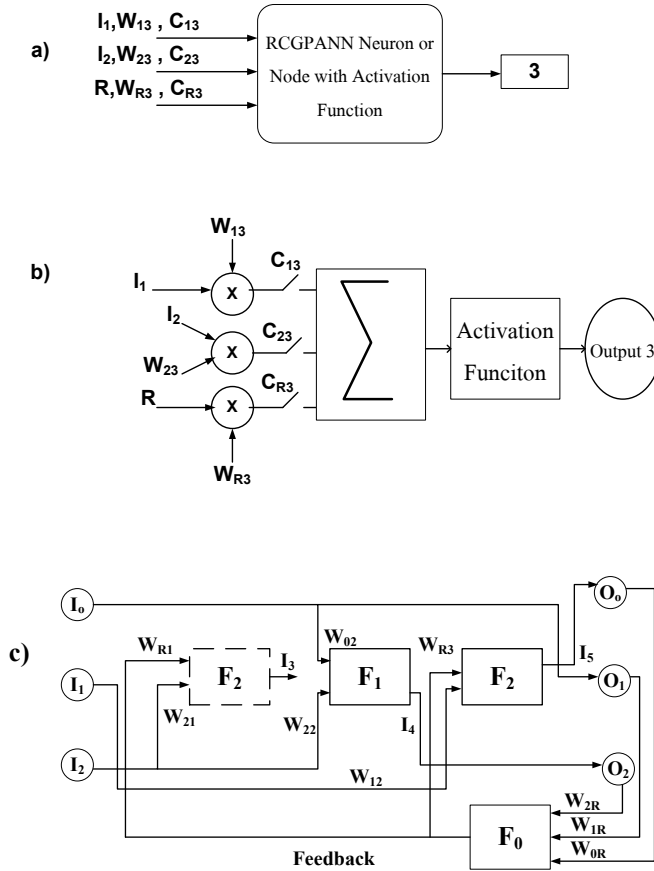 a)
I1,W13 , C13
I2,W23 , C23
R,WR3 , CR3
RCGPANN Neuron or
Node with Activation
Function
3
b)
W13
I1
X
C13
I2
W23
X
C23
R
X
CR3
WR3
∑
Activation
Funciton
Output 3
c)
Io
I1
I2
WR1
W21
F2
I3
W02
W22
F1
I4
WR3
W12
F2
I5
Oo
O1
O2
W2R
W1R
W0R
F0
Feedback